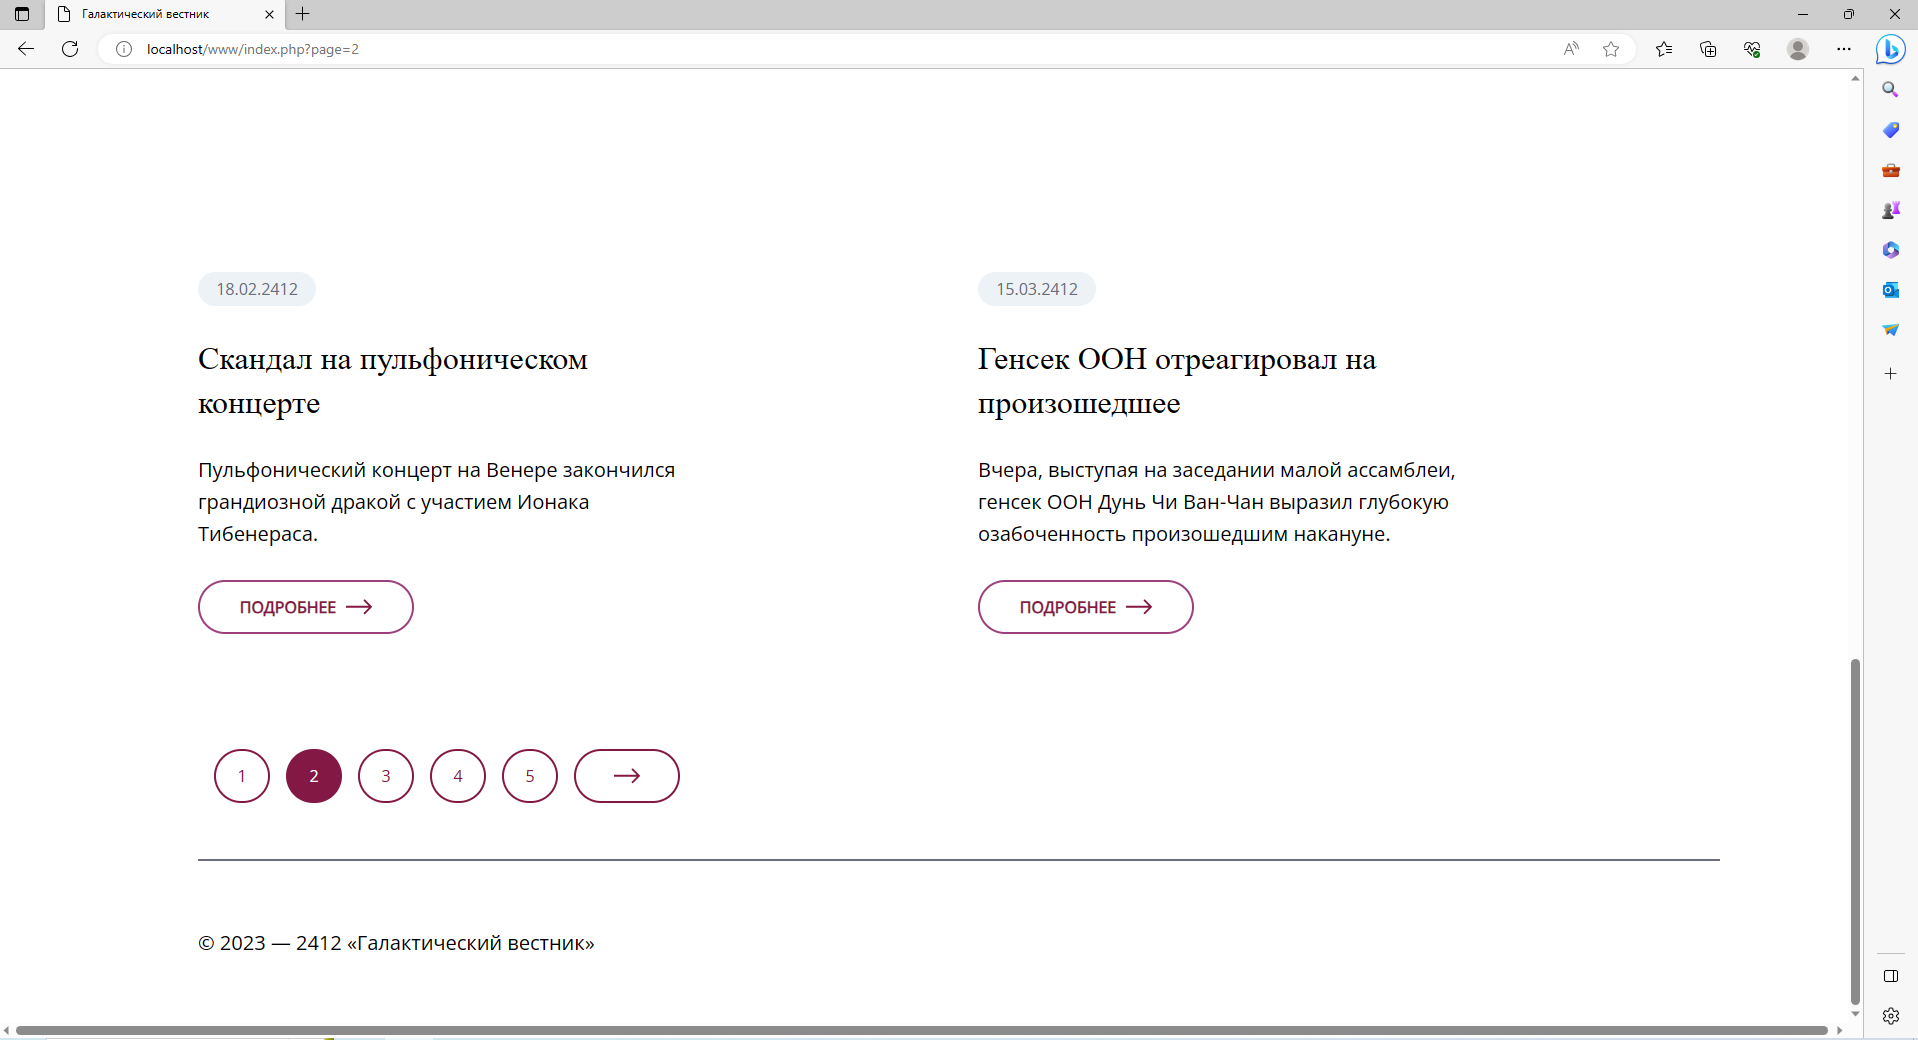 Галактический вестник
localhost/www/index.php?page=2
18.02.2412
Скандал на пульфоническом
концерте
Пульфонический концерт на Венере закончился
грандиозной дракой с участием Ионака
Тибенераса.
ПОДРОБНЕЕ
15.03.2412
Генсек ООН отреагировал на
произошедшее
Вчера, выступая на заседании малой ассамблеи,
генсек ООН Дунь Чи Ван-Чан выразил глубокую
озабоченность произошедшим накануне.
ПОДРОБНЕЕ
1 2 3 4 5
© 2023 — 2412 «Галактический вестник»